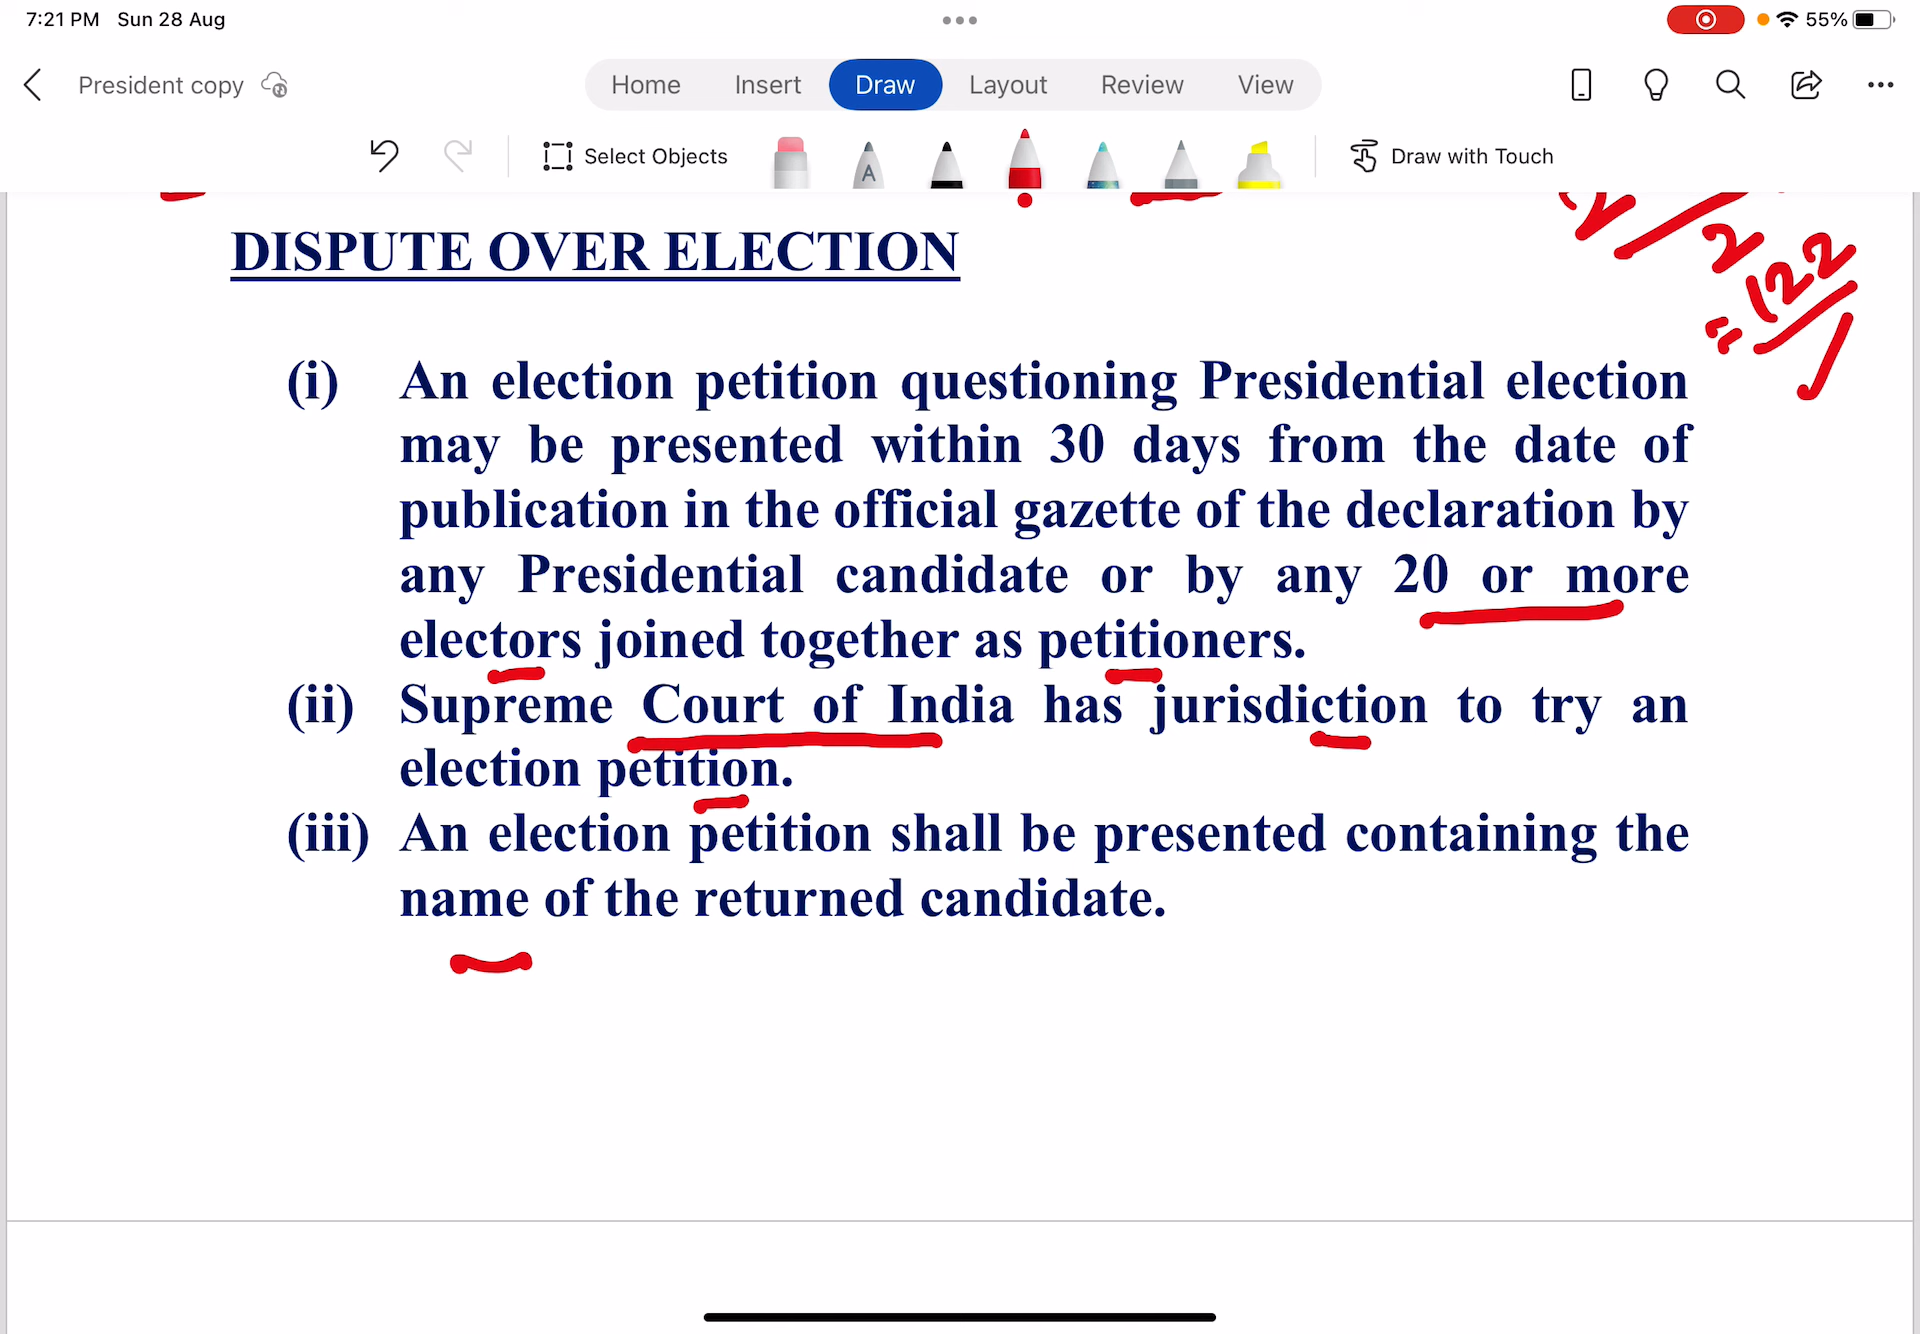 7:21 PM Sun 28 Aug
55%
President copy
Home Insert Draw Layout Review View
Select Objects
A
Draw with Touch
DISPUTE OVER ELECTION
(i) An election petition questioning Presidential election
may be presented within 30 days from the date of
publication in the official gazette of the declaration by
any Presidential candidate or by any 20 or more
electors joined together as petitioners.
(ii) Supreme Court of India has jurisdiction to try an
election petition.
(iii) An election petition shall be presented containing the
name of the returned candidate.